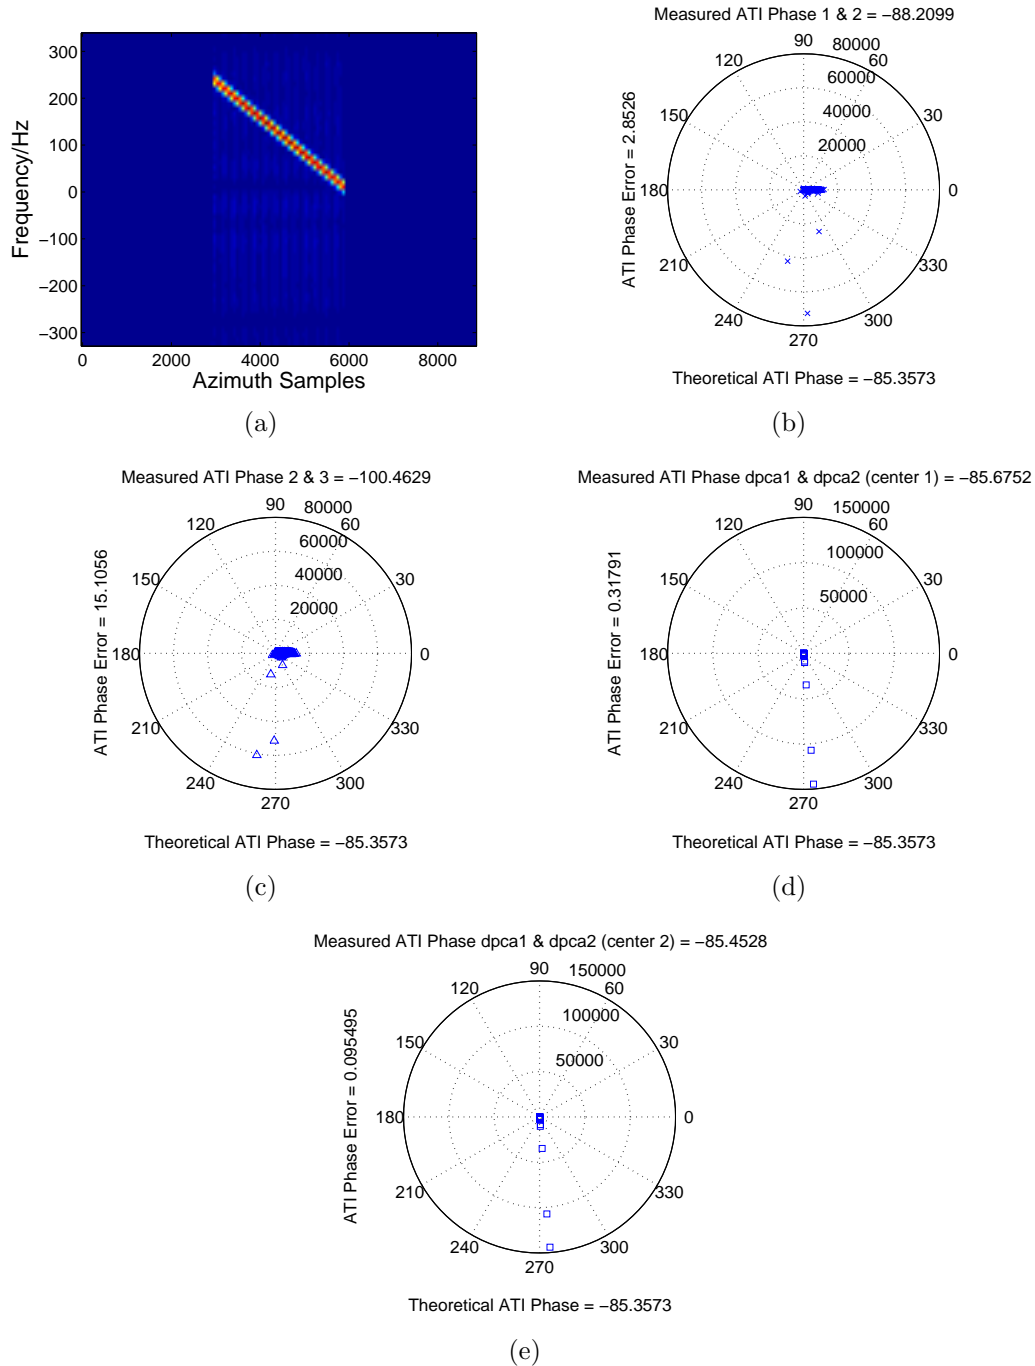 300
200
100
0
−100
−200
−300
Frequency/Hz
0 2000 4000 6000 8000
Azimuth Samples
(a)
Measured ATI Phase 1 & 2 = −88.2099
90 80000
120 60
60000
150 40000 30
20000
180 0
210 330
240 300
270
ATI Phase Error = 2.8526
Theoretical ATI Phase = −85.3573
(b)
Measured ATI Phase 2 & 3 = −100.4629
90 80000
120 60
60000
40000
150 30
20000
180 0
210 330
240 300
270
ATI Phase Error = 15.1056
Theoretical ATI Phase = −85.3573
(c)
Measured ATI Phase dpca1 & dpca2 (center 1) = −85.6752
90 150000
120 60
100000
150 30
50000
180 0
210 330
240 300
270
ATI Phase Error = 0.31791
Theoretical ATI Phase = −85.3573
(d)
Measured ATI Phase dpca1 & dpca2 (center 2) = −85.4528
90 150000
120 60
100000
150 30
50000
180 0
210 330
240 300
270
ATI Phase Error = 0.095495
Theoretical ATI Phase = −85.3573
(e)